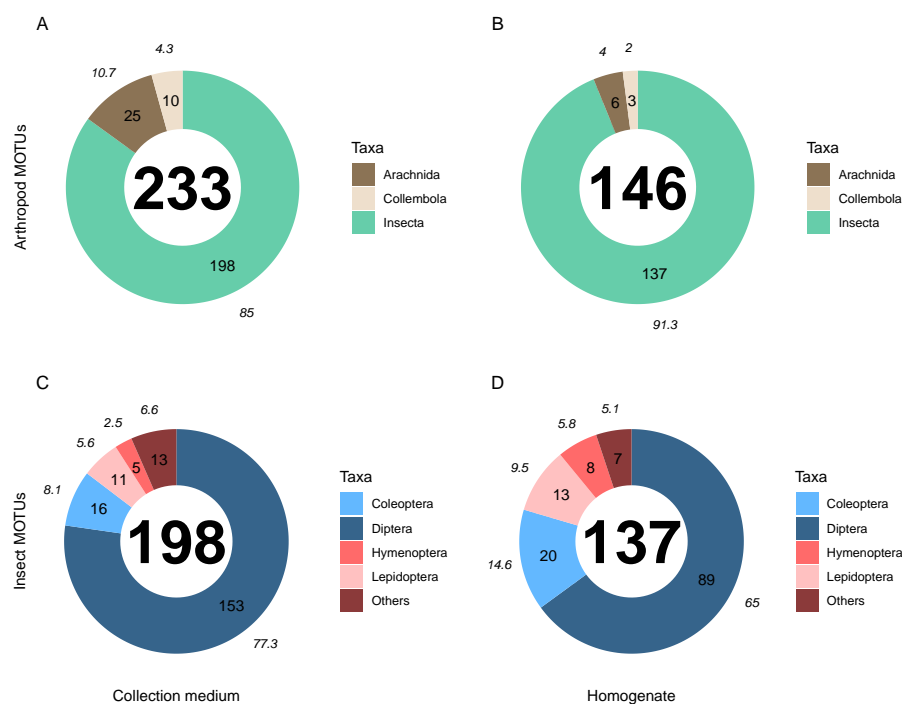 A
4.3
10.7
10
25
233
198
85
Arthropod MOTUs
Taxa
Arachnida
Collembola
Insecta
B
2
4
3
6
146
137
91.3
Taxa
Arachnida
Collembola
Insecta
C
6.6
2.5
5.6
8.1
13
5
11
16
198
153
77.3
Insect MOTUs
Taxa
Coleoptera
Diptera
Hymenoptera
Lepidoptera
Others
Collection medium
D
5.1
5.8
9.5
14.6
7
8
13
20
137
89
65
Taxa
Coleoptera
Diptera
Hymenoptera
Lepidoptera
Others
Homogenate